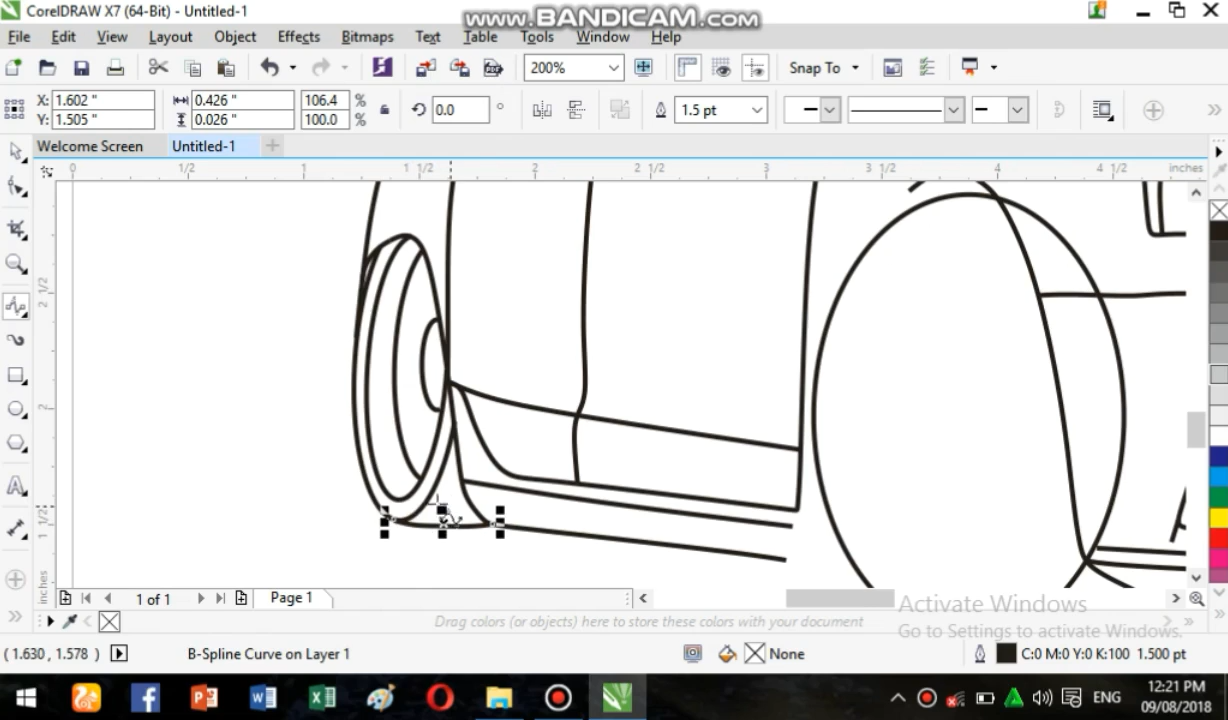 CorelDRAW X7 (64-Bit) - Untitled-1
www.BANDICAM.com
File Edit View Layout Object Effects Bitmaps Text Table Tools Window Help
200% Snap To
X: 1.602 " 0.426 " 106.4 % 0.0 ° 1.5 pt
Y: 1.505 " 0.026 " 100.0 %
Welcome Screen Untitled-1
0 1/2 1 1 1/2 2 2 1/2 3 3 1/2 4 4 1/2 inches
2 1/2
2
1 1/2
inches
1 of 1 Page 1
Activate Windows
Drag colors (or objects) here to store these colors with your document
Go to Settings to activate Windows.
( 1.630 , 1.578 ) B-Spline Curve on Layer 1 None C:0 M:0 Y:0 K:100 1.500 pt
ENG 12:21 PM
09/08/2018